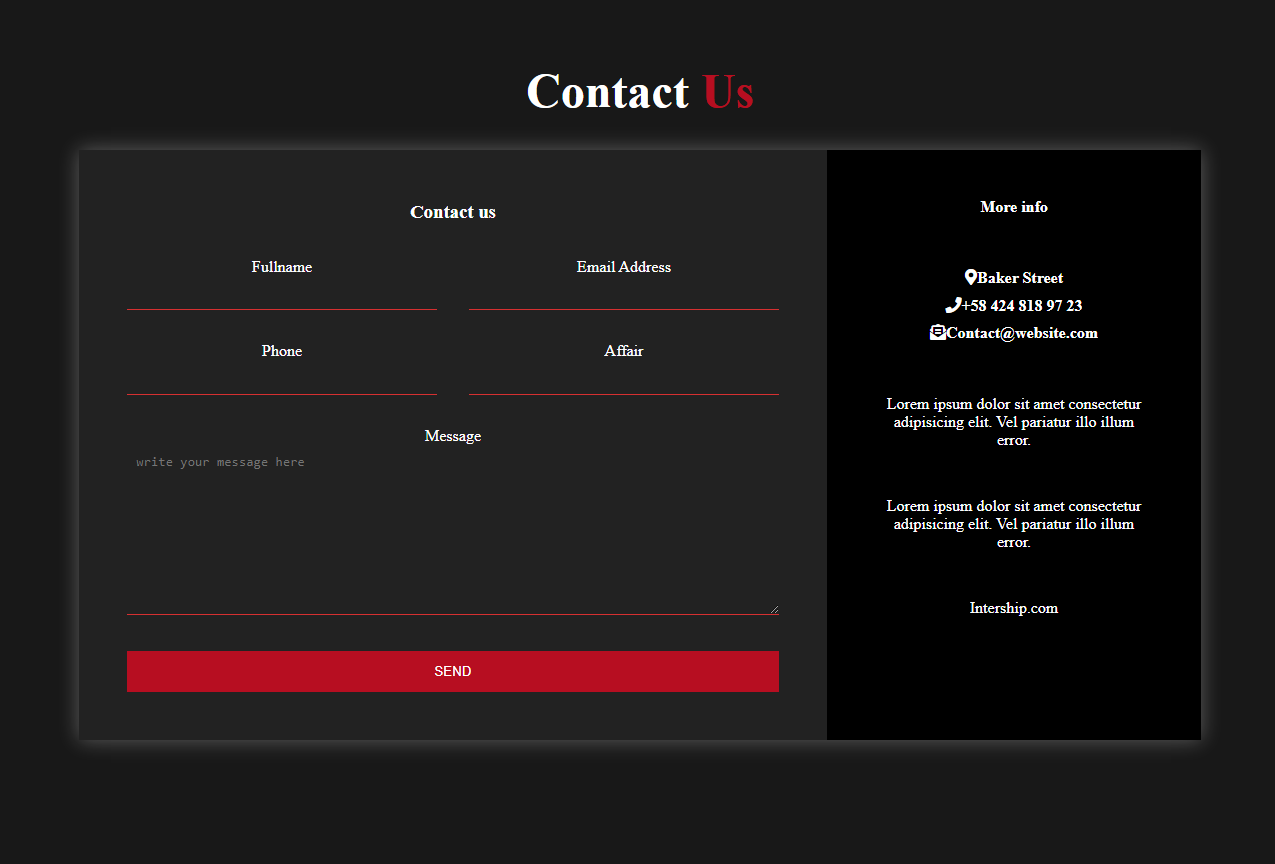 Contact Us
Contact us
Fullname
Email Address
Phone
Affair
Message
write your message here
SEND
More info
Baker Street
+58 424 818 97 23
Contact@website.com
Lorem ipsum dolor sit amet consectetur
adipisicing elit. Vel pariatur illo illum
error.
Lorem ipsum dolor sit amet consectetur
adipisicing elit. Vel pariatur illo illum
error.
Intership.com